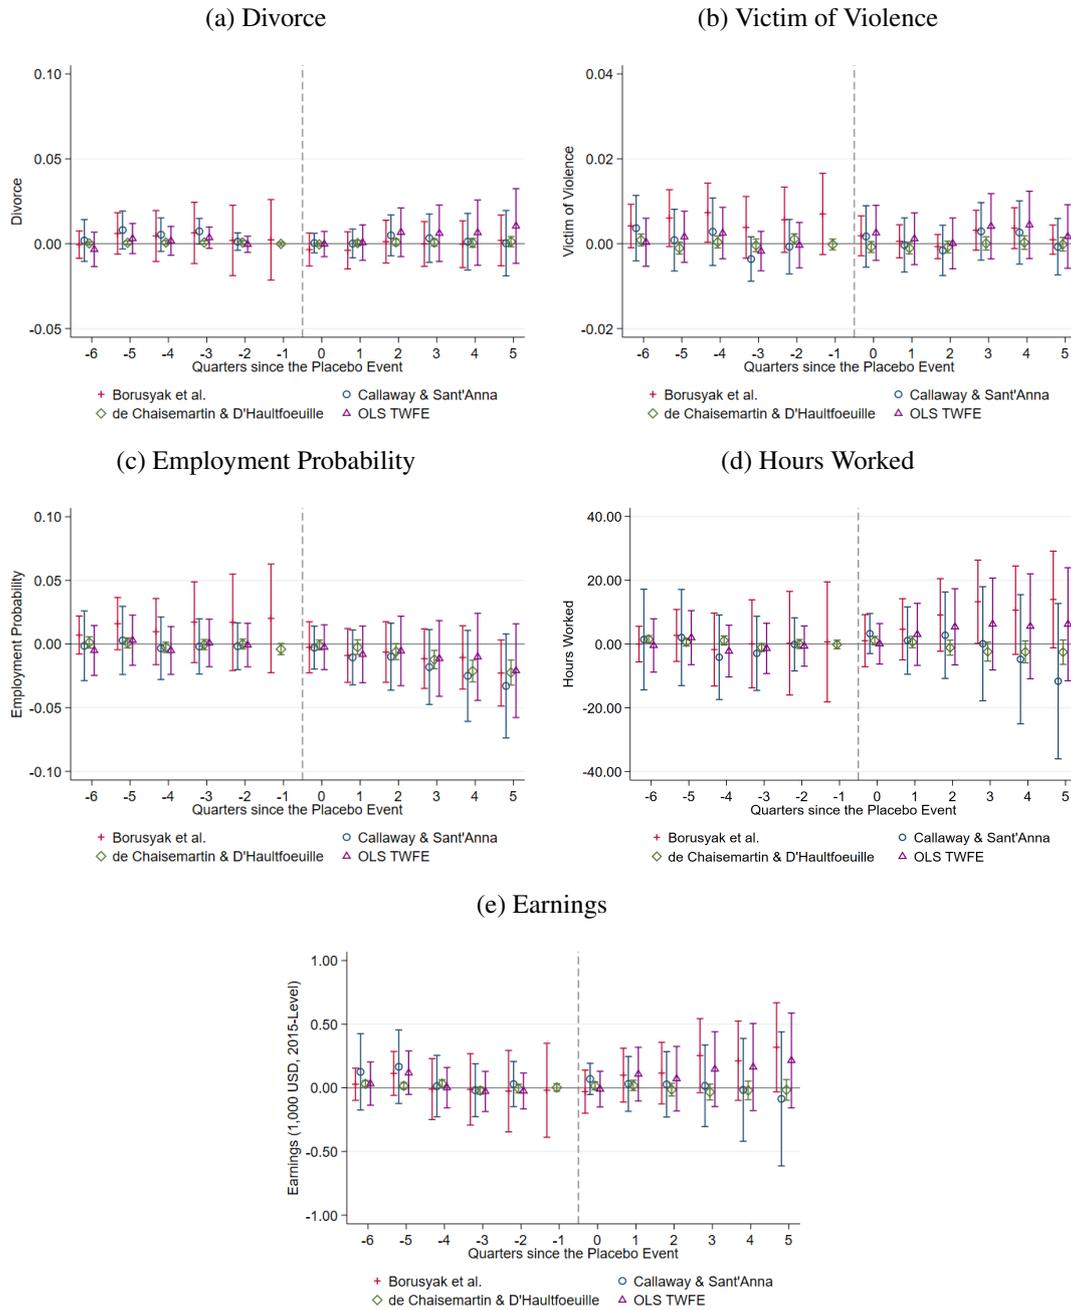 (a) Divorce
0.10
0.05
0.00
-0.05
Divorce
-6 -5 -4 -3 -2 -1 0 1 2 3 4 5
Quarters since the Placebo Event
Borusyak et al. Callaway & Sant'Anna
de Chaisemartin & D'Haultfoeuille OLS TWFE
(b) Victim of Violence
0.04
0.02
0.00
-0.02
Victim of Violence
-6 -5 -4 -3 -2 -1 0 1 2 3 4 5
Quarters since the Placebo Event
Borusyak et al. Callaway & Sant'Anna
de Chaisemartin & D'Haultfoeuille OLS TWFE
(c) Employment Probability
0.10
0.05
0.00
-0.05
-0.10
Employment Probability
-6 -5 -4 -3 -2 -1 0 1 2 3 4 5
Quarters since the Placebo Event
Borusyak et al. Callaway & Sant'Anna
de Chaisemartin & D'Haultfoeuille OLS TWFE
(d) Hours Worked
40.00
20.00
0.00
-20.00
-40.00
Hours Worked
-6 -5 -4 -3 -2 -1 0 1 2 3 4 5
Quarters since the Placebo Event
Borusyak et al. Callaway & Sant'Anna
de Chaisemartin & D'Haultfoeuille OLS TWFE
(e) Earnings
1.00
0.50
0.00
-0.50
-1.00
Earnings (1,000 USD, 2015-Level)
-6 -5 -4 -3 -2 -1 0 1 2 3 4 5
Quarters since the Placebo Event
Borusyak et al. Callaway & Sant'Anna
de Chaisemartin & D'Haultfoeuille OLS TWFE